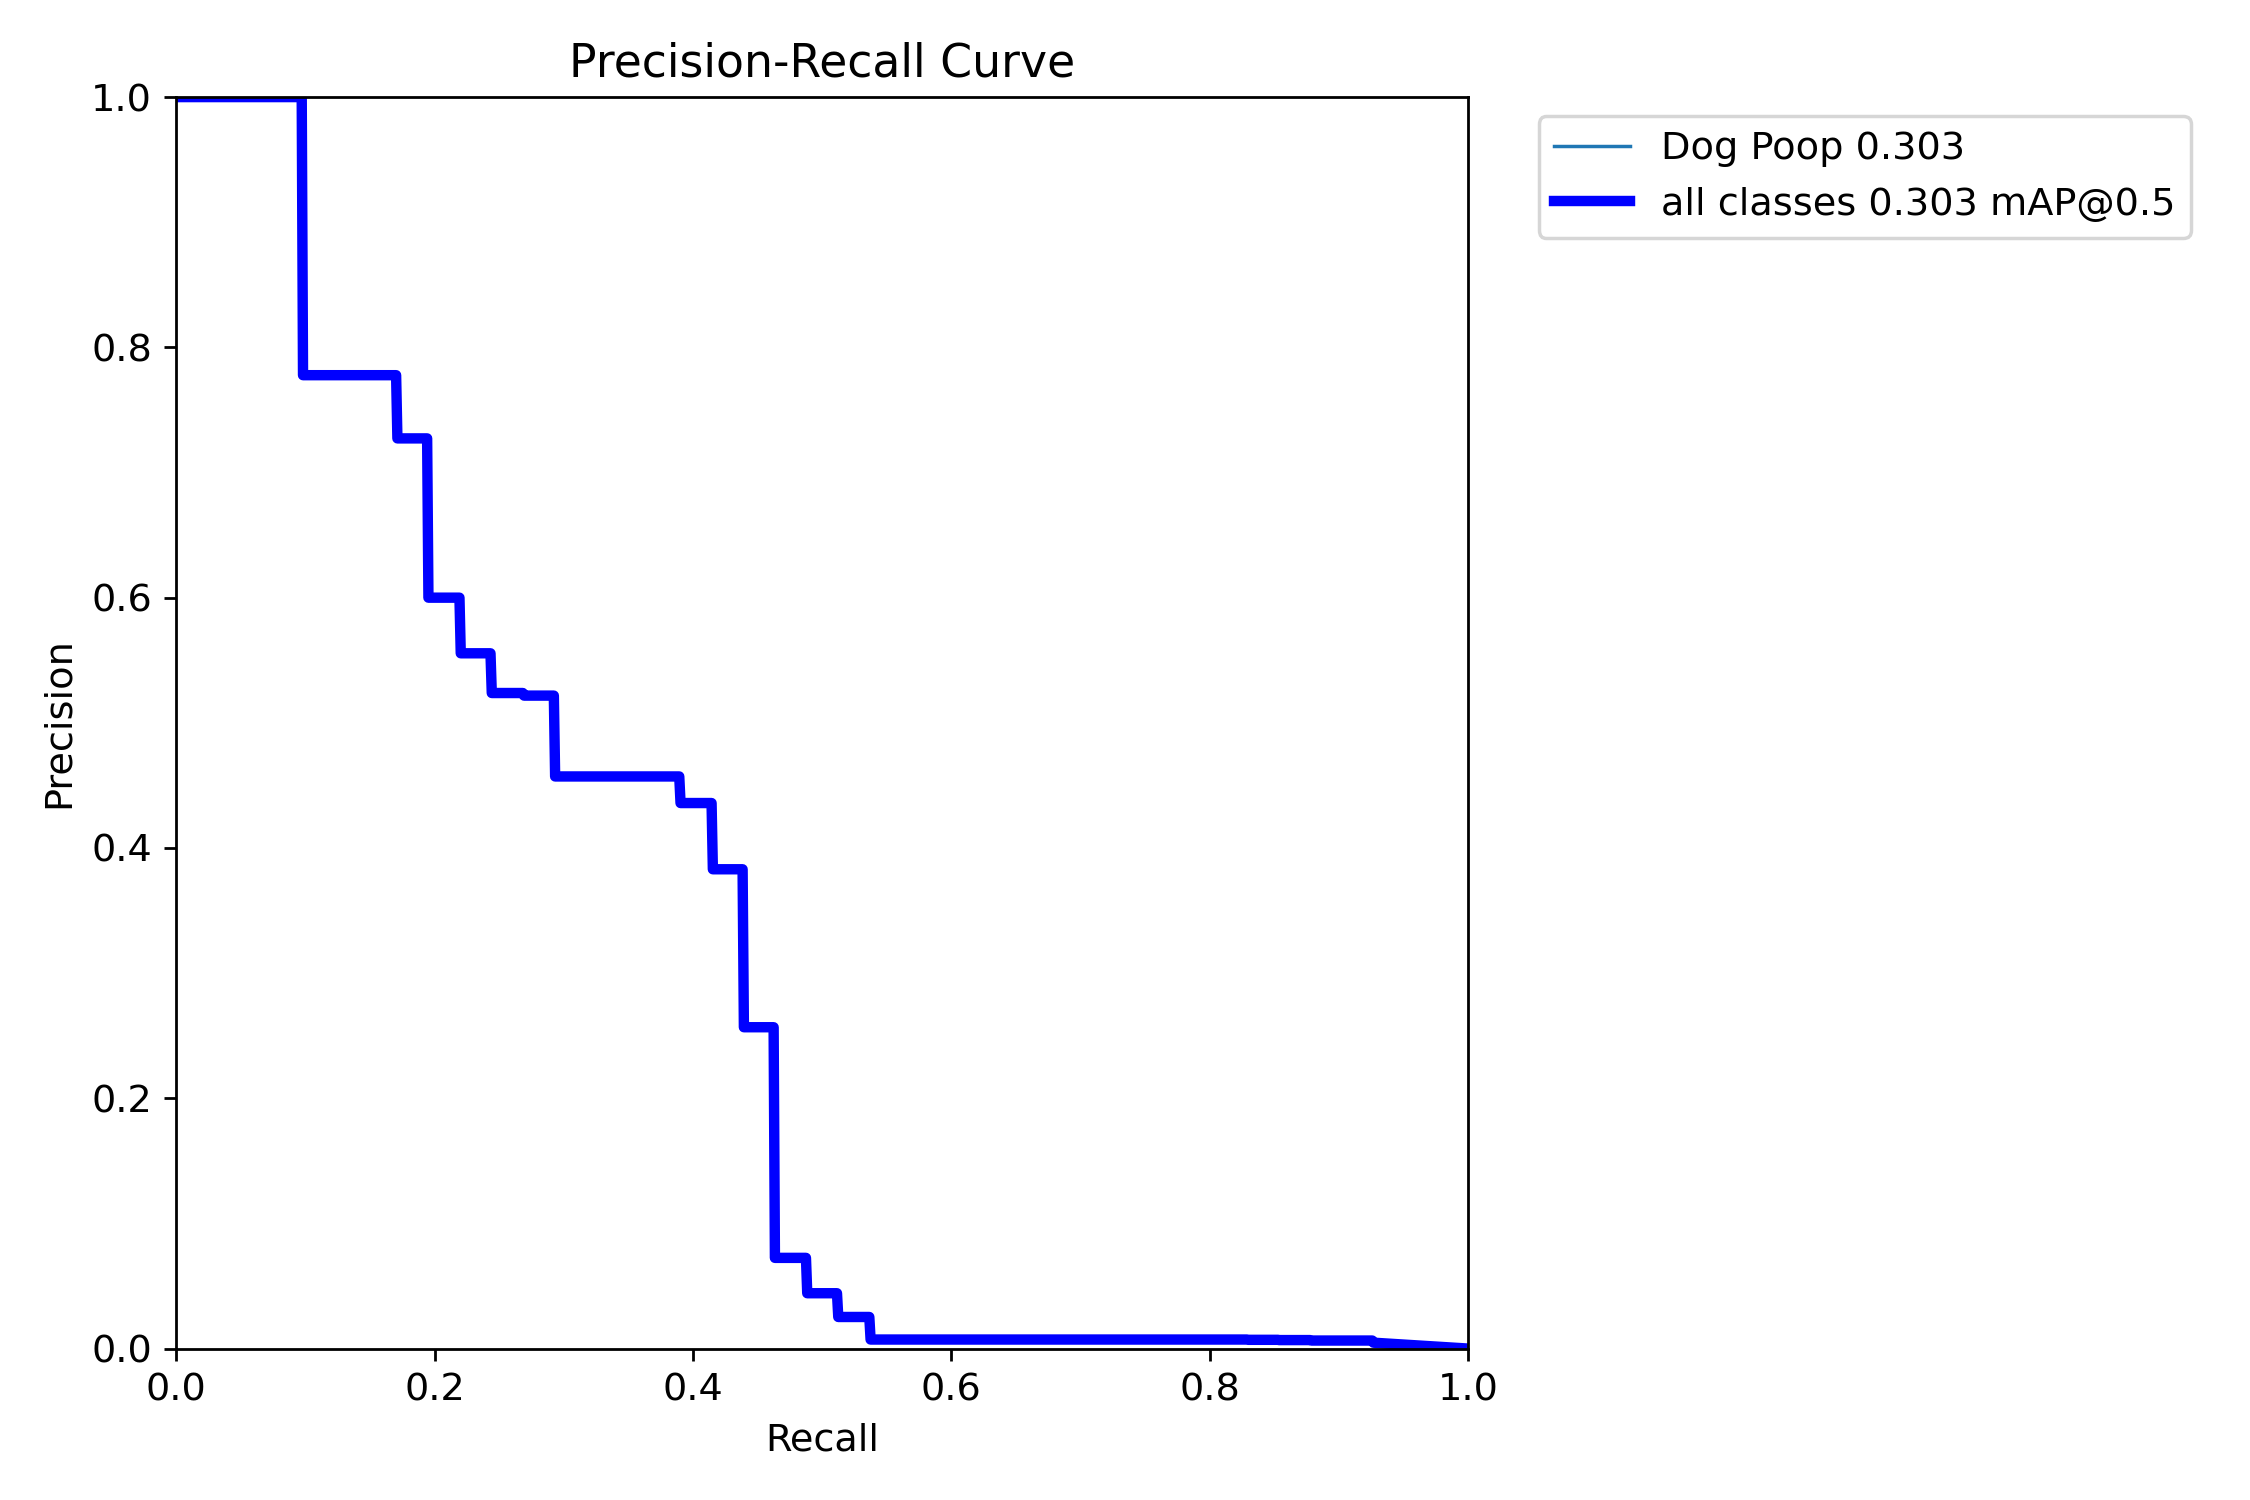 Precision-Recall Curve
1.0
0.8
0.6
0.4
0.2
0.0
Precision
0.0 0.2 0.4 0.6 0.8 1.0
Recall
Dog Poop 0.303
all classes 0.303 mAP@0.5